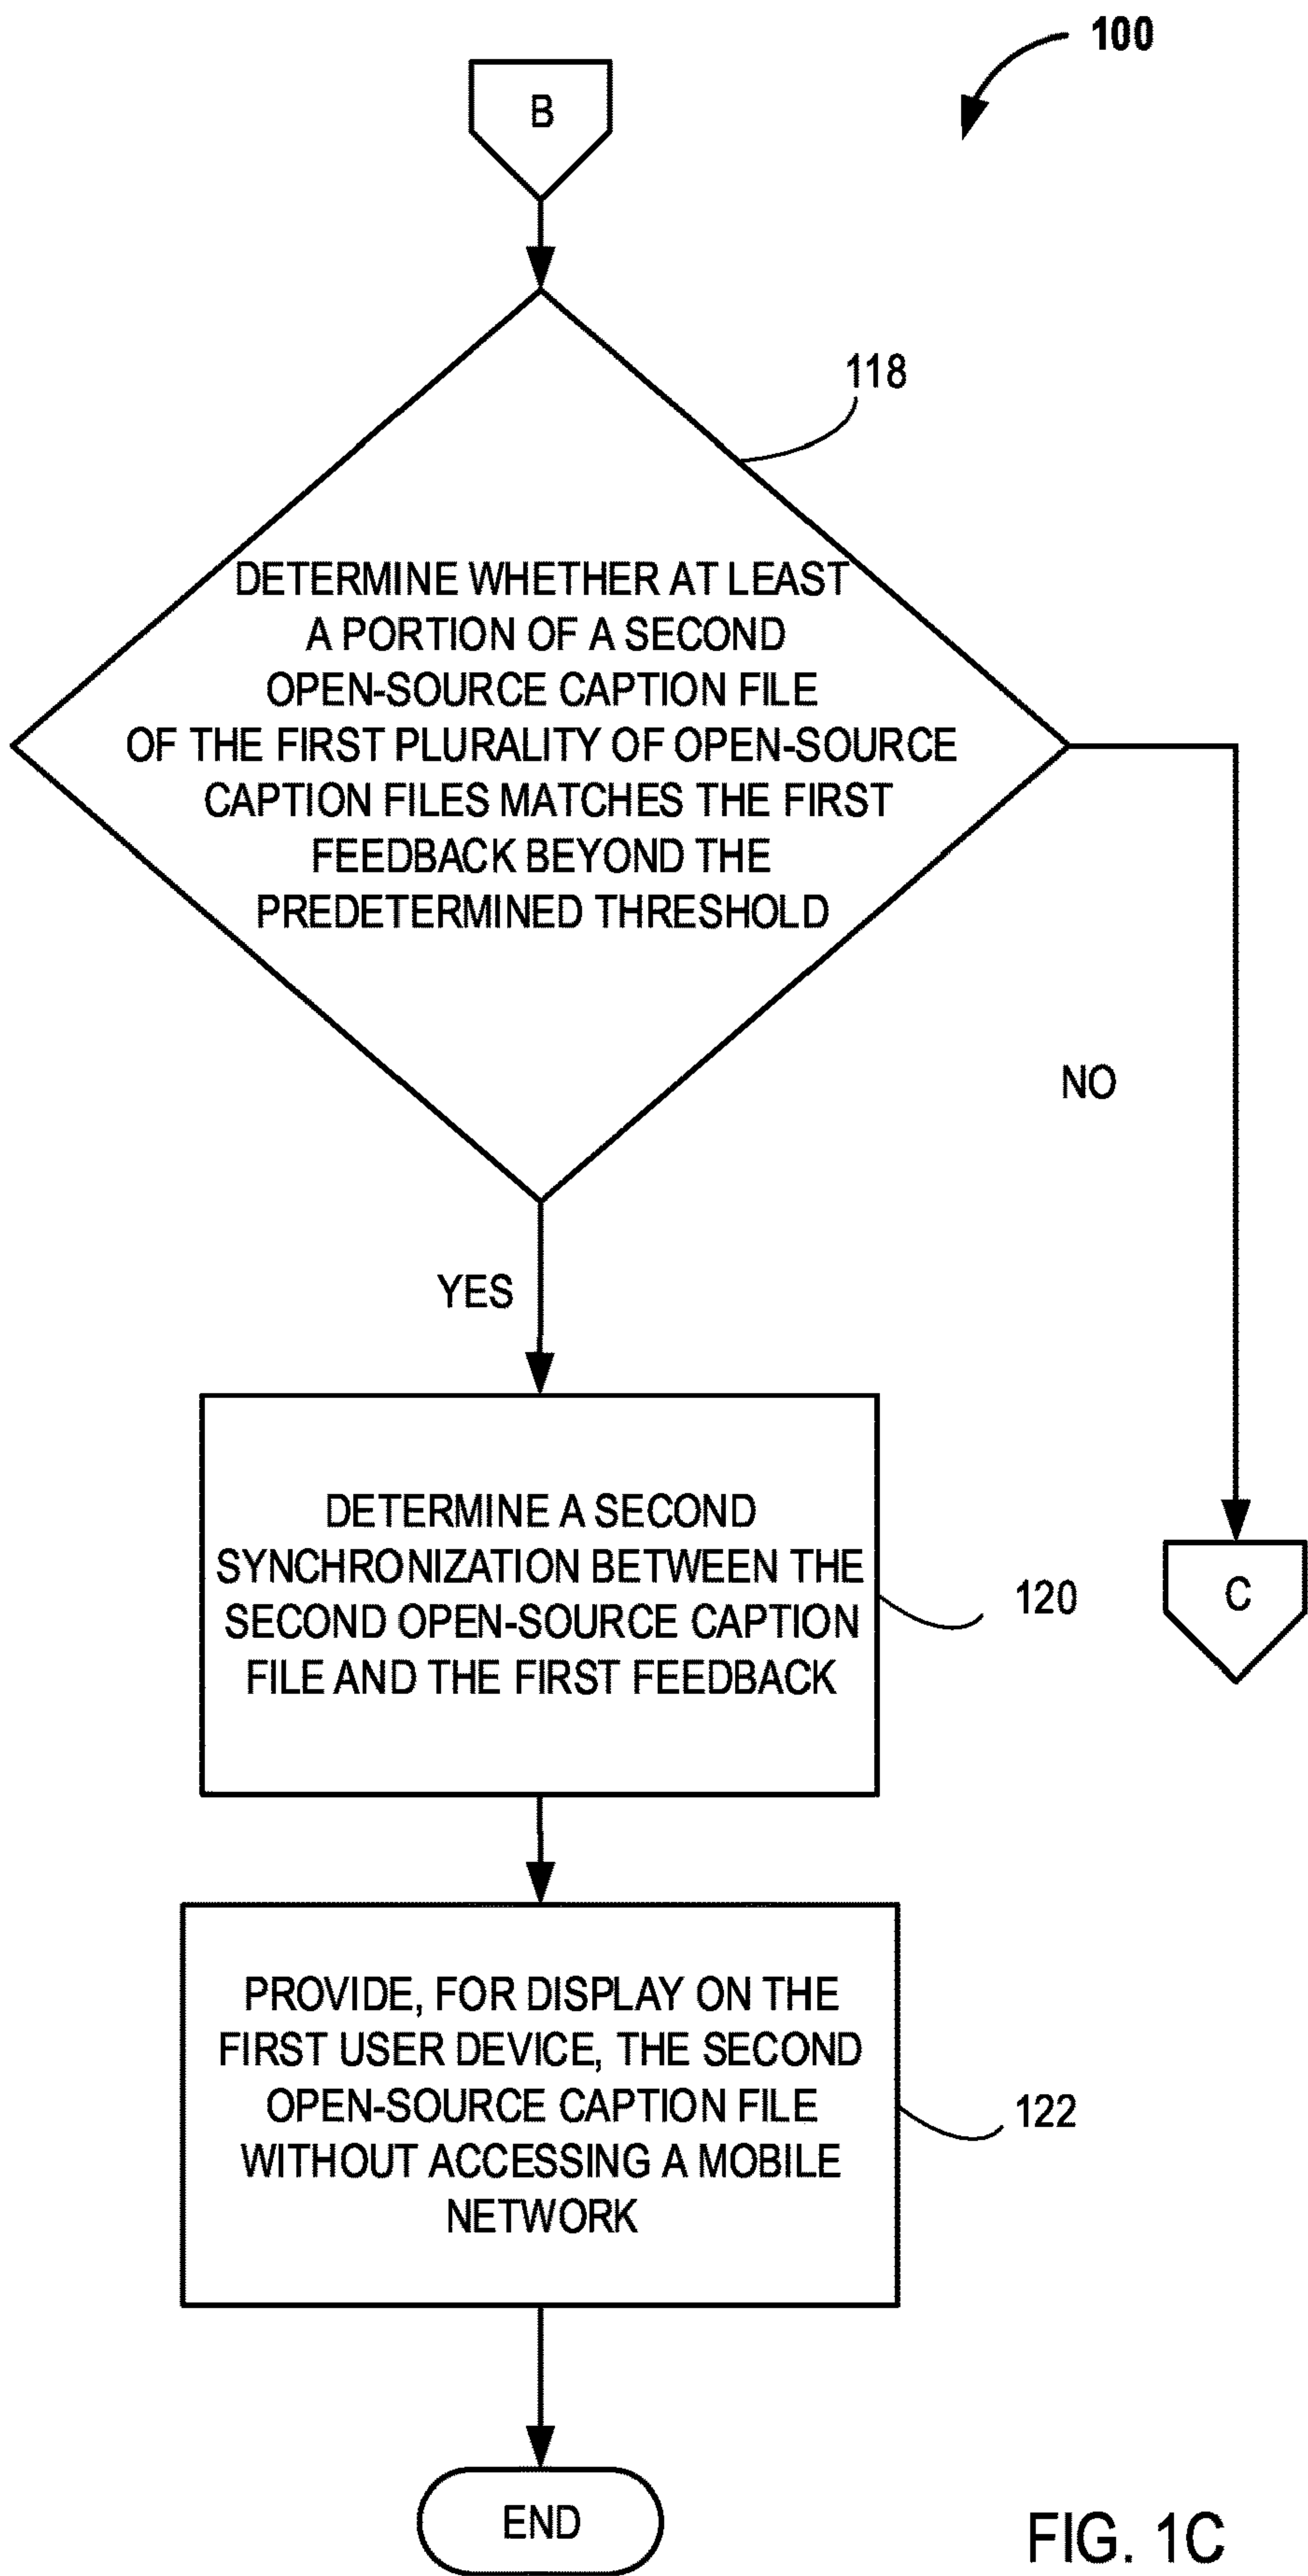 100
B
118
DETERMINE WHETHER AT LEAST
A PORTION OF A SECOND
OPEN-SOURCE CAPTION FILE
OF THE FIRST PLURALITY OF OPEN-SOURCE
CAPTION FILES MATCHES THE FIRST
FEEDBACK BEYOND THE
PREDETERMINED THRESHOLD
NO
YES
DETERMINE A SECOND
SYNCHRONIZATION BETWEEN THE
SECOND OPEN-SOURCE CAPTION
FILE AND THE FIRST FEEDBACK
120
C
PROVIDE, FOR DISPLAY ON THE
FIRST USER DEVICE, THE SECOND
OPEN-SOURCE CAPTION FILE
WITHOUT ACCESSING A MOBILE
NETWORK
122
END
FIG. 1C